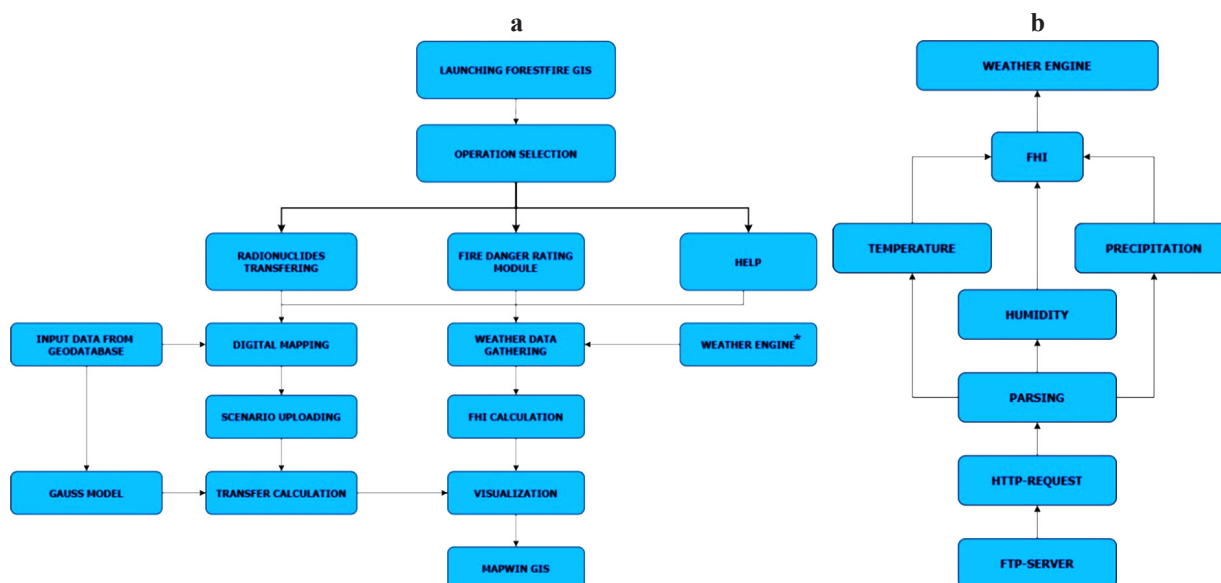 a
LAUNCHING FORESTFIRE GIS
OPERATION SELECTION
RADIONUCLIDES
TRANSFERING
FIRE DANGER RATING
MODULE
HELP
INPUT DATA FROM
GEODATABASE
DIGITAL MAPPING
WEATHER DATA
GATHERING
WEATHER ENGINE*
SCENARIO UPLOADING
FHI CALCULATION
GAUSS MODEL
TRANSFER CALCULATION
VISUALIZATION
MAPWIN GIS
b
WEATHER ENGINE
FHI
TEMPERATURE
PRECIPITATION
HUMIDITY
PARSING
HTTP-REQUEST
FTP-SERVER